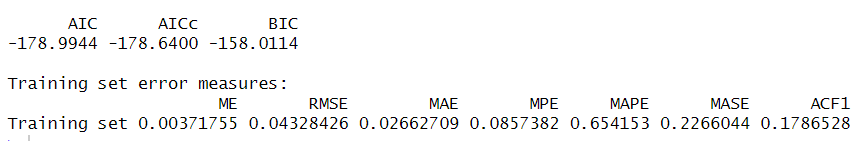 AIC AICc BIC
-178.9944 -178.6400 -158.0114
Training set error measures:
ME RMSE MAE MPE MAPE MASE ACF1
Training set 0.00371755 0.04328426 0.02662709 0.0857382 0.654153 0.2266044 0.1786528